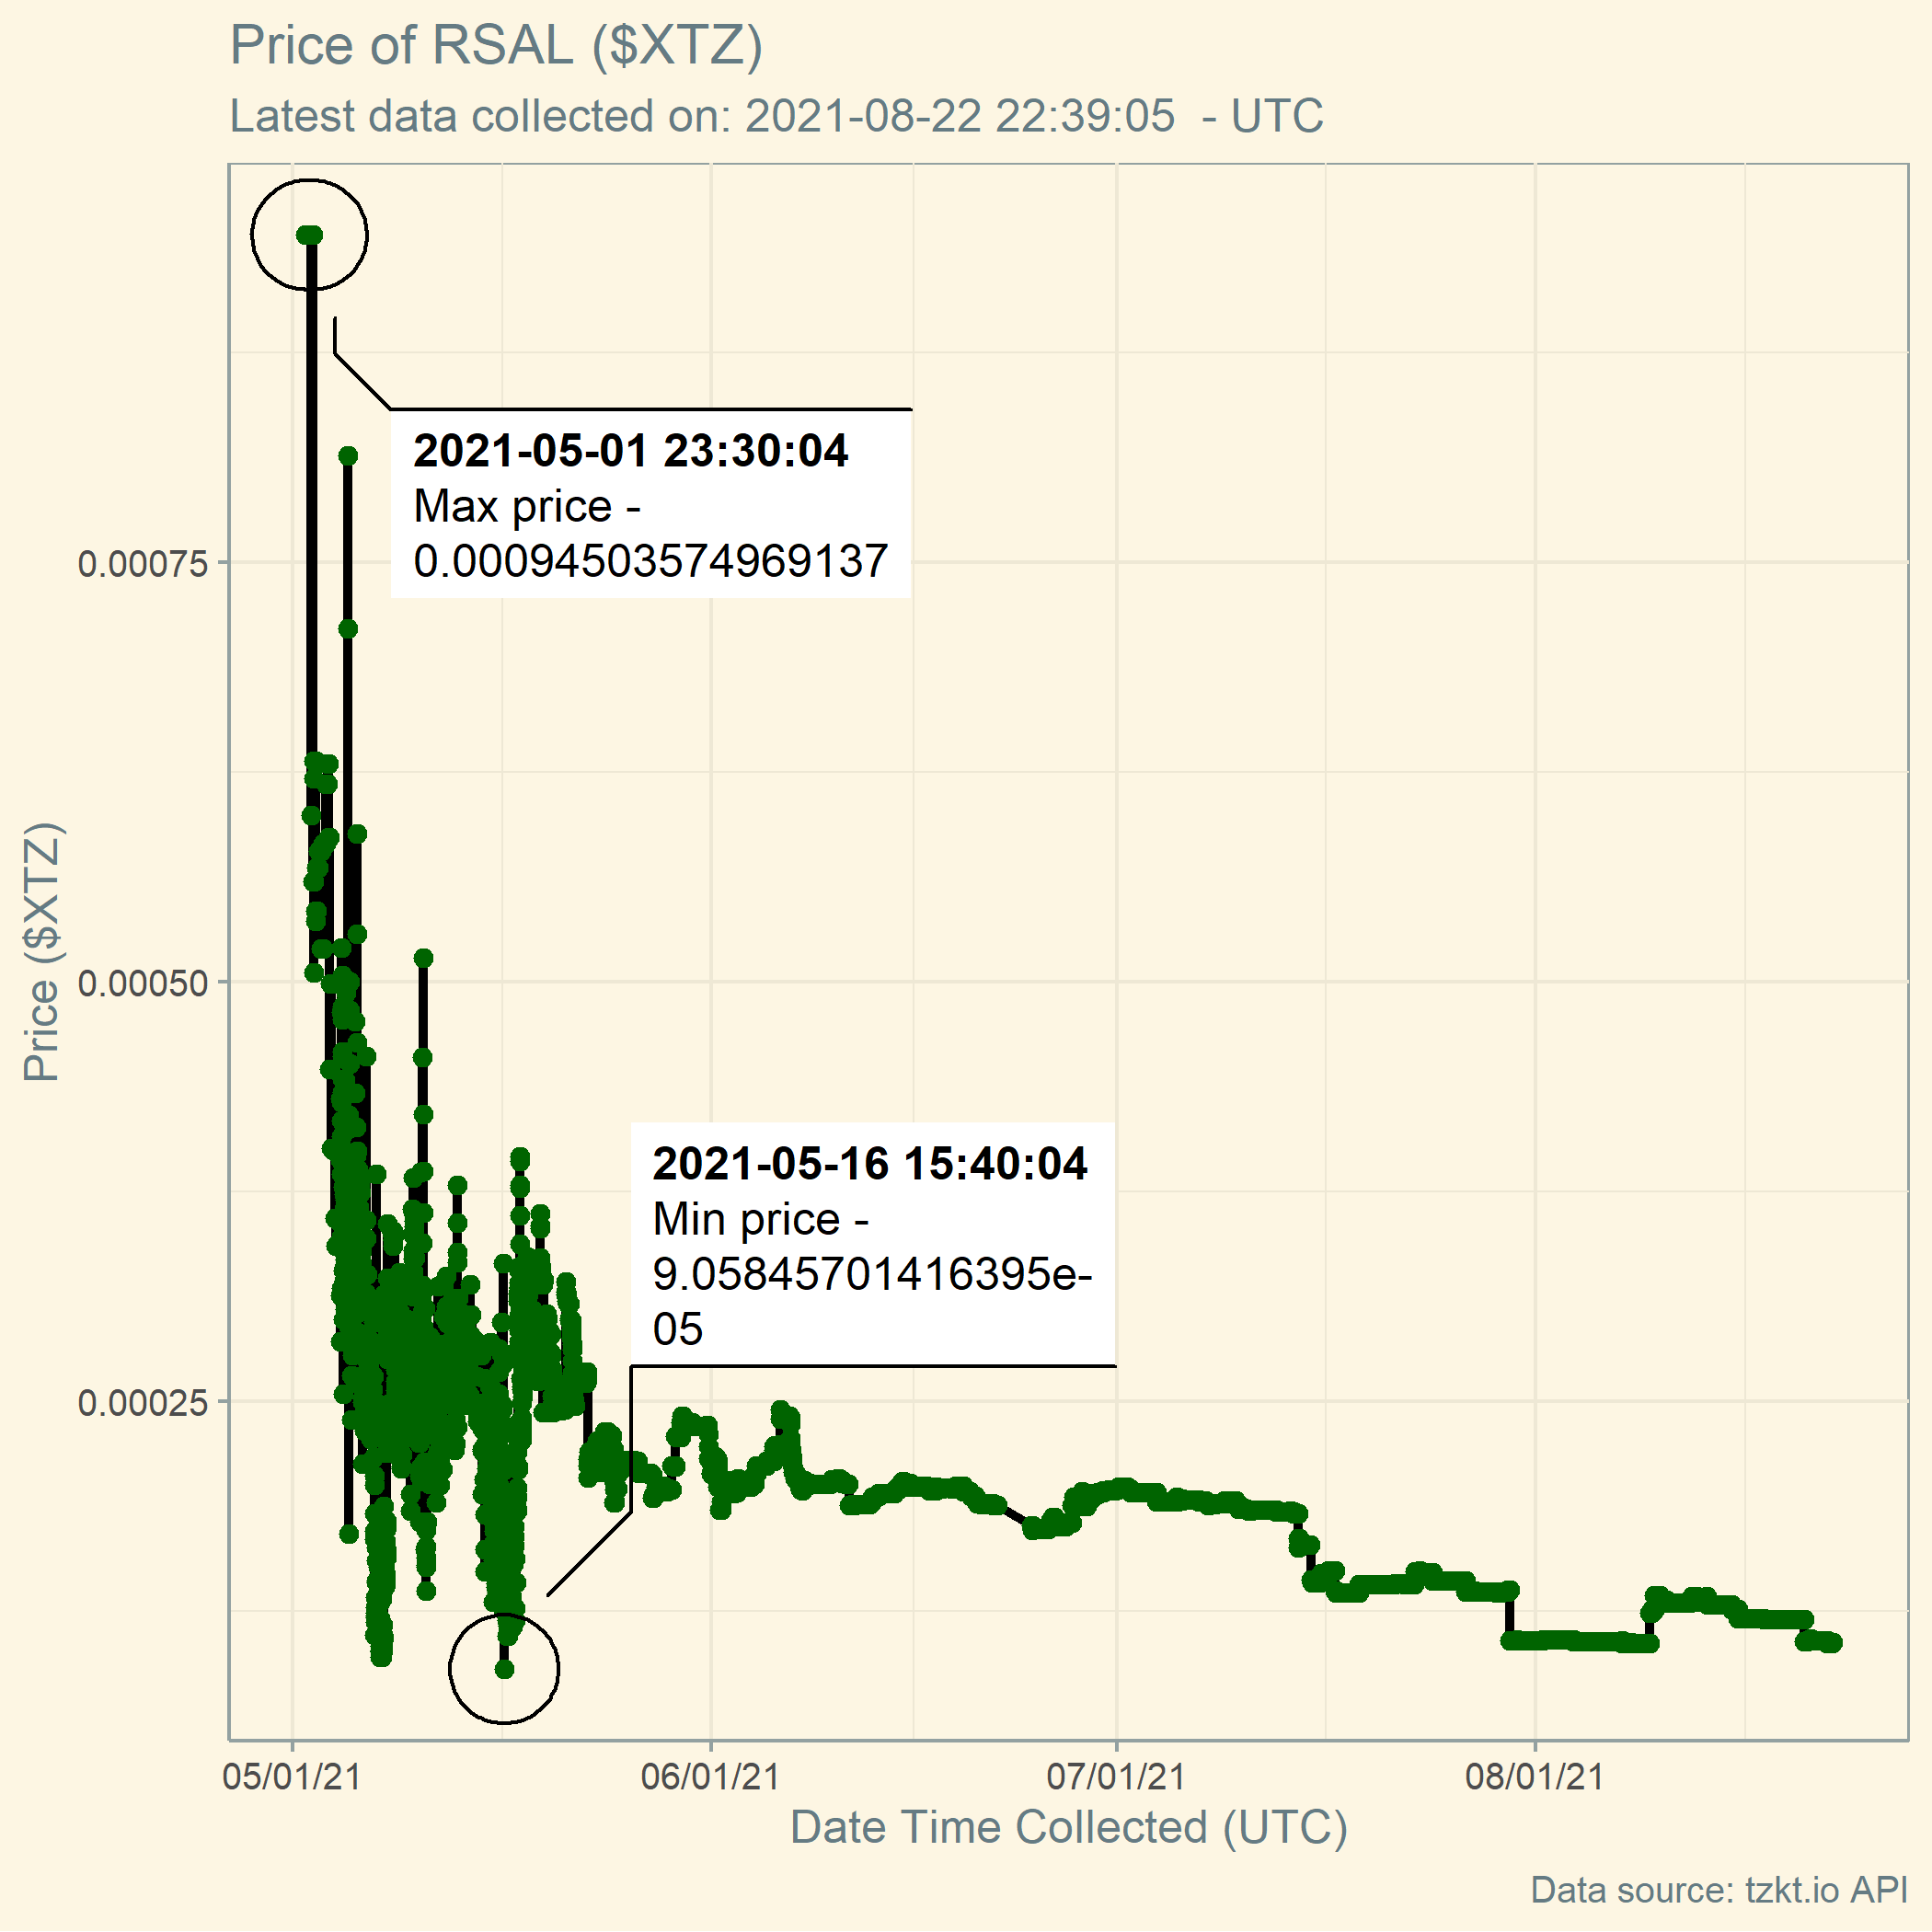 Price of RSAL ($XTZ)
Latest data collected on: 2021-08-22 22:39:05  - UTC
2021-05-01 23:30:04
Max price -
0.000945035749691​37
0.00075
Price ($XTZ)
0.00050
2021-05-16 15:40:04
Min price -
9.05845701416395e-
05
0.00025
05/01/21
06/01/21
07/01/21
08/01/21
Date Time Collected (UTC)
Data source: tzkt.io API